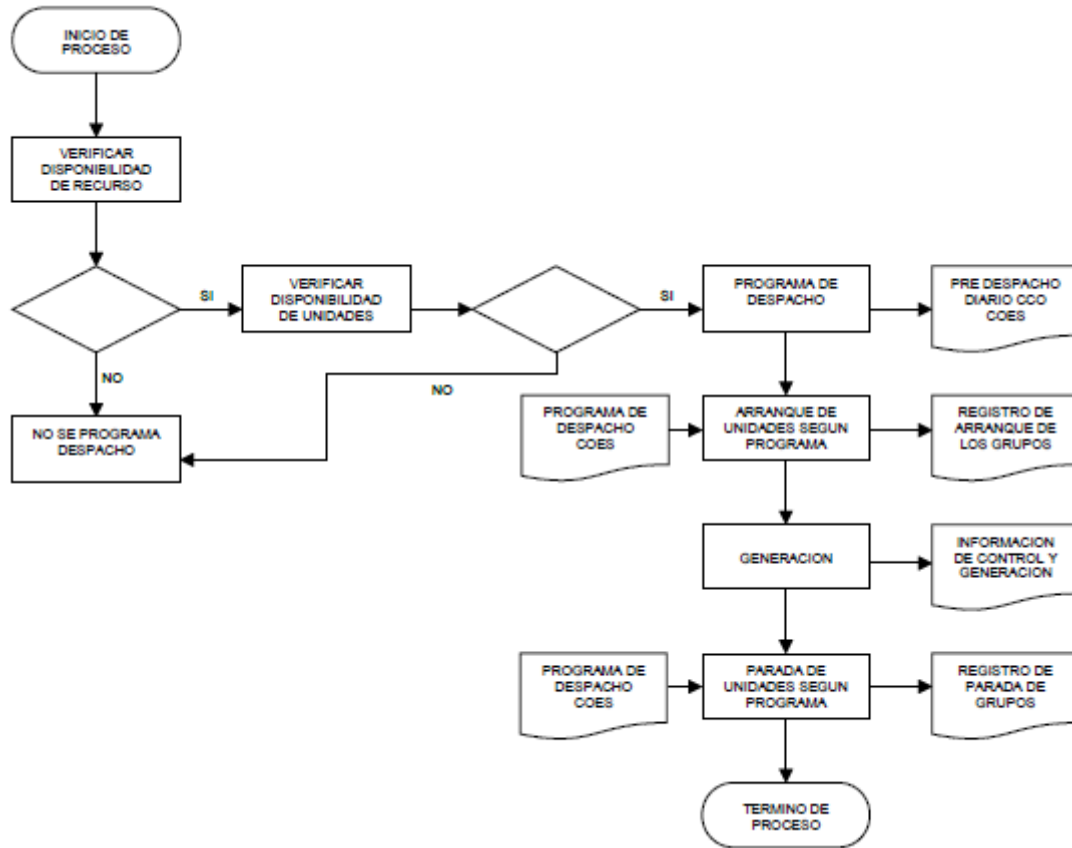 INICIO DE
PROCESO
VERIFICAR
DISPONIBILIDAD
DE RECURSO
SI
VERIFICAR
DISPONIBILIDAD
DE UNIDADES
SI
PROGRAMA DE
DESPACHO
PRE DESPACHO
DIARIO CCO
COES
NO
NO
NO SE PROGRAMA
DESPACHO
PROGRAMA DE
DESPACHO
COES
ARRANQUE DE
UNIDADES SEGUN
PROGRAMA
REGISTRO DE
ARRANQUE DE
LOS GRUPOS
GENERACION
INFORMACION
DE CONTROL Y
GENERACION
PROGRAMA DE
DESPACHO
COES
PARADA DE
UNIDADES SEGUN
PROGRAMA
REGISTRO DE
PARADA DE
GRUPOS
TERMINO DE
PROCESO